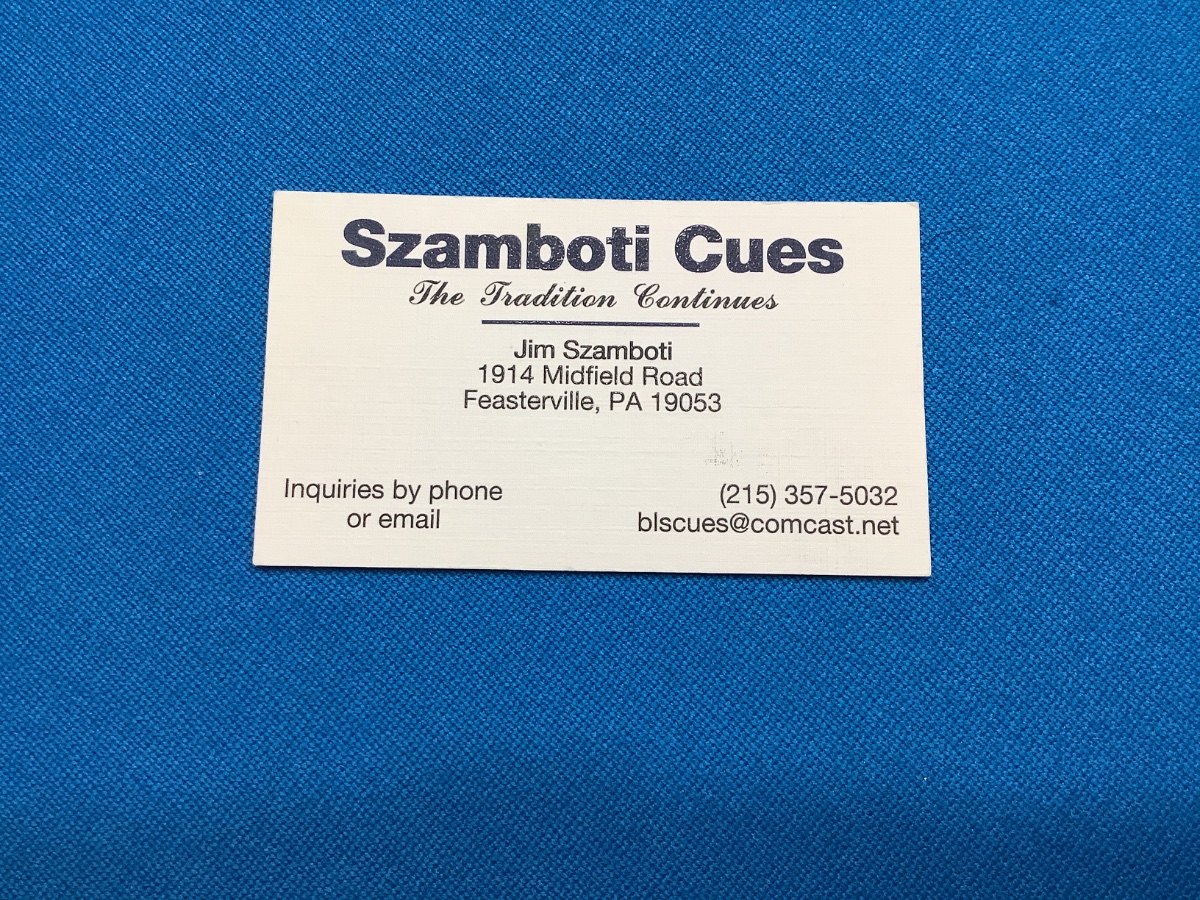 Szamboti Cues
The Tradition Continues
Jim Szamboti
1914 Midfield Road
Feasterville, PA 19053
Inquiries by phone
or email
(215) 357-5032
blscues@comcast.net